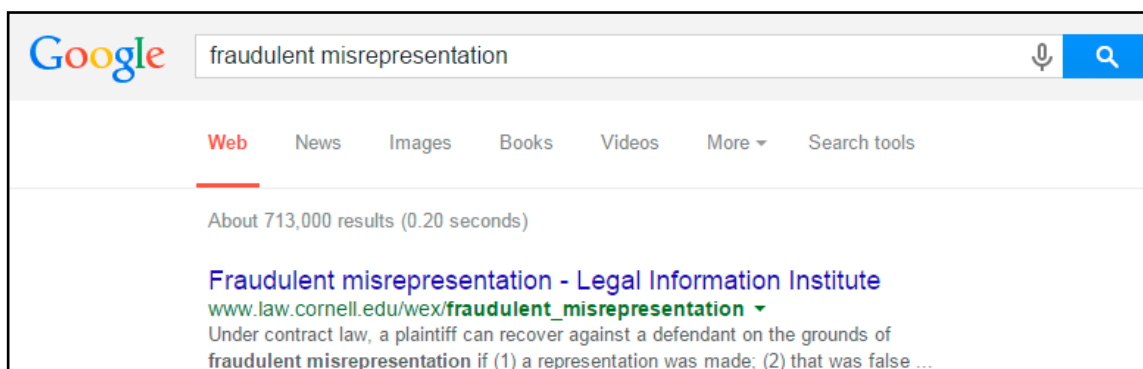 Google fraudulent misrepresentation
Web News Images Books Videos More Search tools
About 713,000 results (0.20 seconds)
Fraudulent misrepresentation - Legal Information Institute
www.law.cornell.edu/wex/fraudulent_misrepresentation
Under contract law, a plaintiff can recover against a defendant on the grounds of
fraudulent misrepresentation if (1) a representation was made; (2) that was false ...